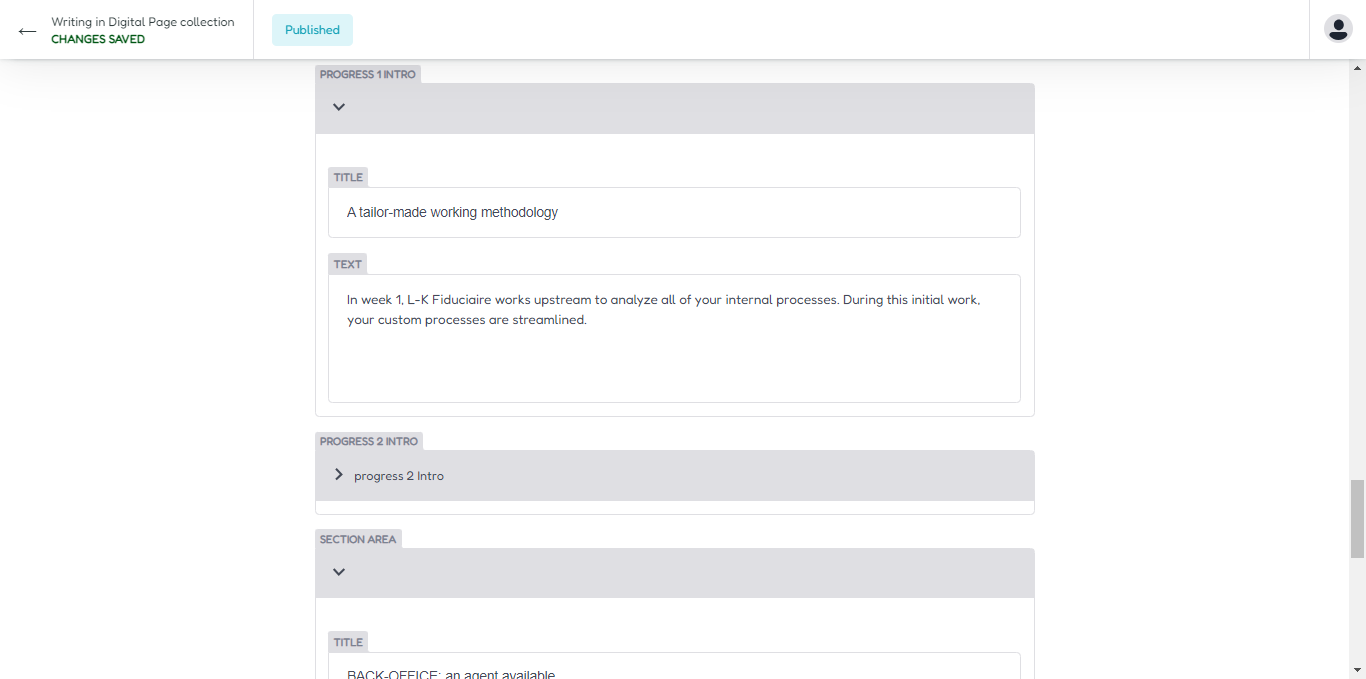 Writing in Digital Page collection
CHANGES SAVED
Published
PROGRESS 1 INTRO
TITLE
A tailor-made working methodology
TEXT
In week 1, L-K Fiduciaire works upstream to analyze all of your internal processes. During this initial work,
your custom processes are streamlined.
PROGRESS 2 INTRO
progress 2 Intro
SECTION AREA
TITLE
BACK-OFFICE: an agent available